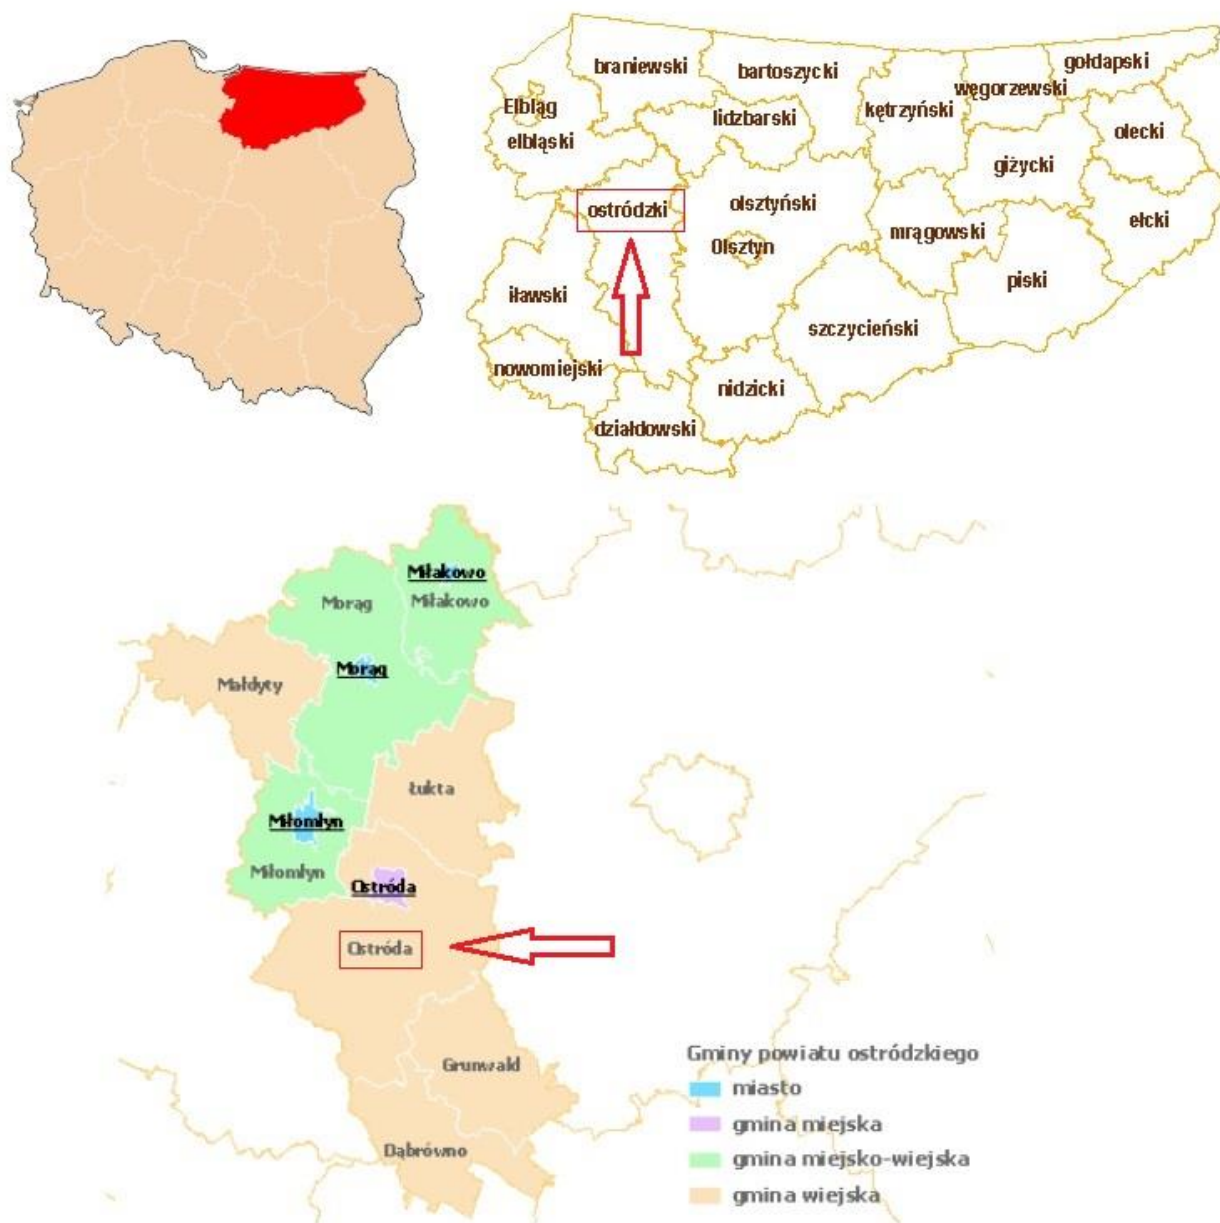 braniewski
bartoszycki
gołdapski
węgorzewski
Elbląg
kętrzyński
lidzbarski
olecki
elbląski
giżycki
ostródzki
olsztyński
ełcki
mrągowski
Olsztyn
piski
iławski
szczycieński
nowomiejski
nidzicki
działdowski
Miłakowo
Morąg
Miłakowo
Morąg
Małdyty
Łukta
Miłomłyn
Miłomłyn
Ostróda
Ostróda
Grunwald
Dąbrówno
Gminy powiatu ostródzkiego
miasto
gmina miejska
gmina miejsko-wiejska
gmina wiejska